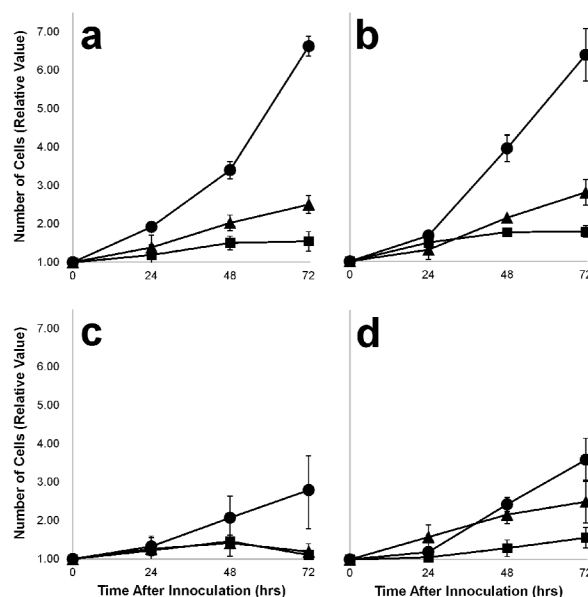 a
b
Number of Cells (Relative Value)
7.00
6.00
5.00
4.00
3.00
2.00
1.00
0 24 48 72
0 24 48 72
c
d
Number of Cells (Relative Value)
7.00
6.00
5.00
4.00
3.00
2.00
1.00
0 24 48 72
0 24 48 72
Time After Innoculation (hrs)
Time After Innoculation (hrs)